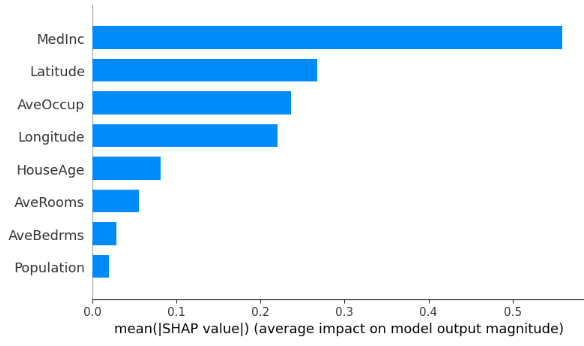 MedInc
Latitude
AveOccup
Longitude
HouseAge
AveRooms
AveBedrms
Population
0.0 0.1 0.2 0.3 0.4 0.5
mean(|SHAP value|) (average impact on model output magnitude)